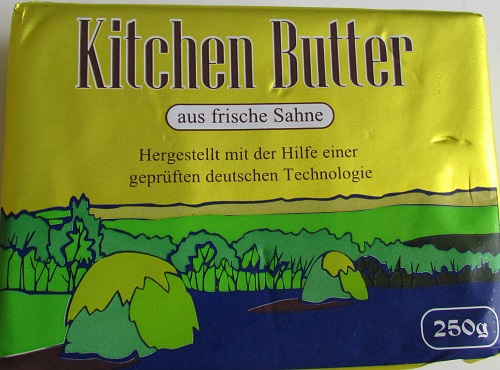 Kitchen Butter
aus frische Sahne
Hergestellt mit der Hilfe einer
geprüften deutschen Technologie
250g